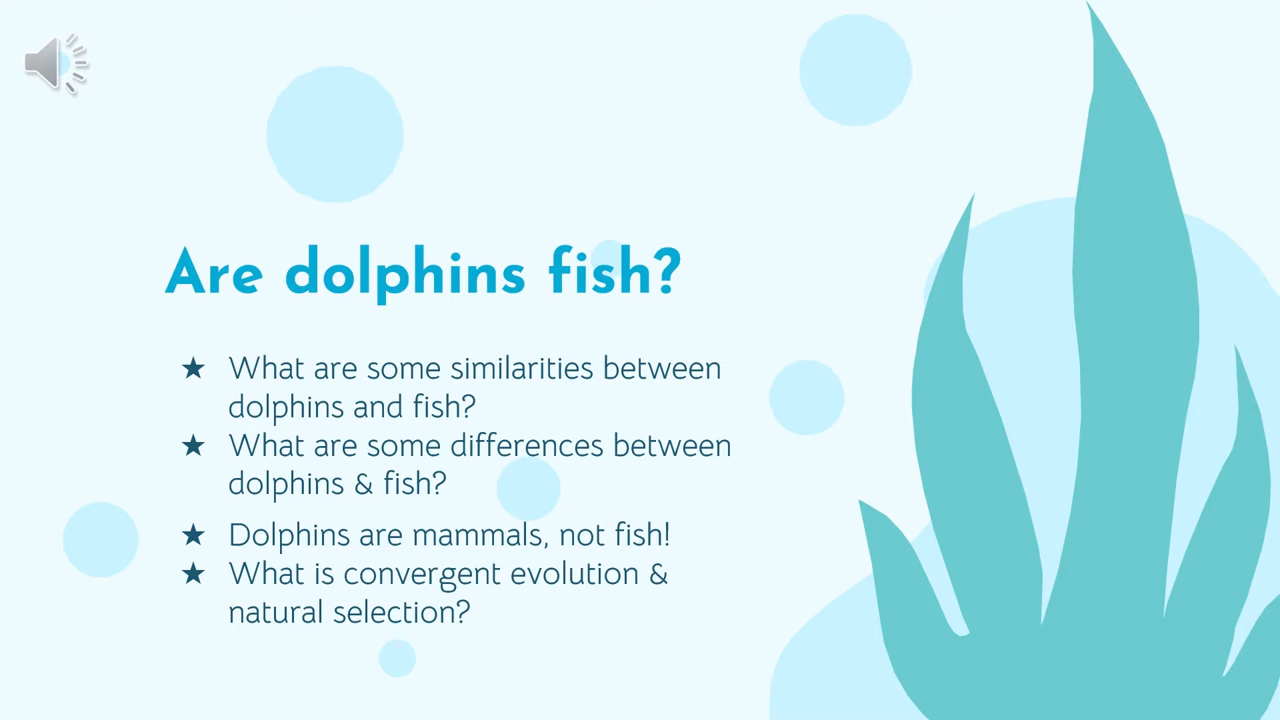 Are dolphins fish?
★ What are some similarities between
dolphins and fish?
★ What are some differences between
dolphins & fish?
★ Dolphins are mammals, not fish!
★ What is convergent evolution &
natural selection?